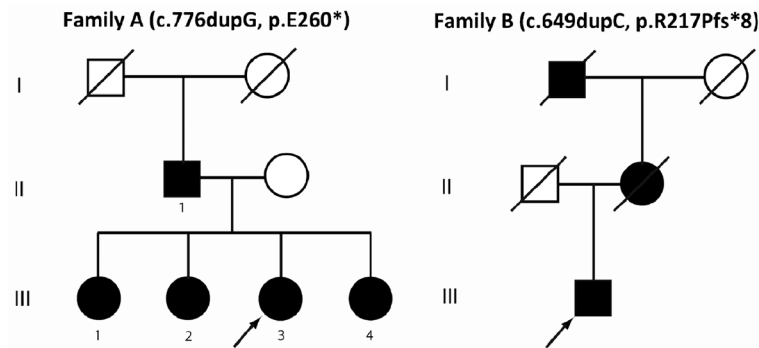 Family A (c.776dupG, p.E260*)
Family B (c.649dupC, p.R217Pfs*8)
I
I
II
1
II
III
1
2
3
4
III